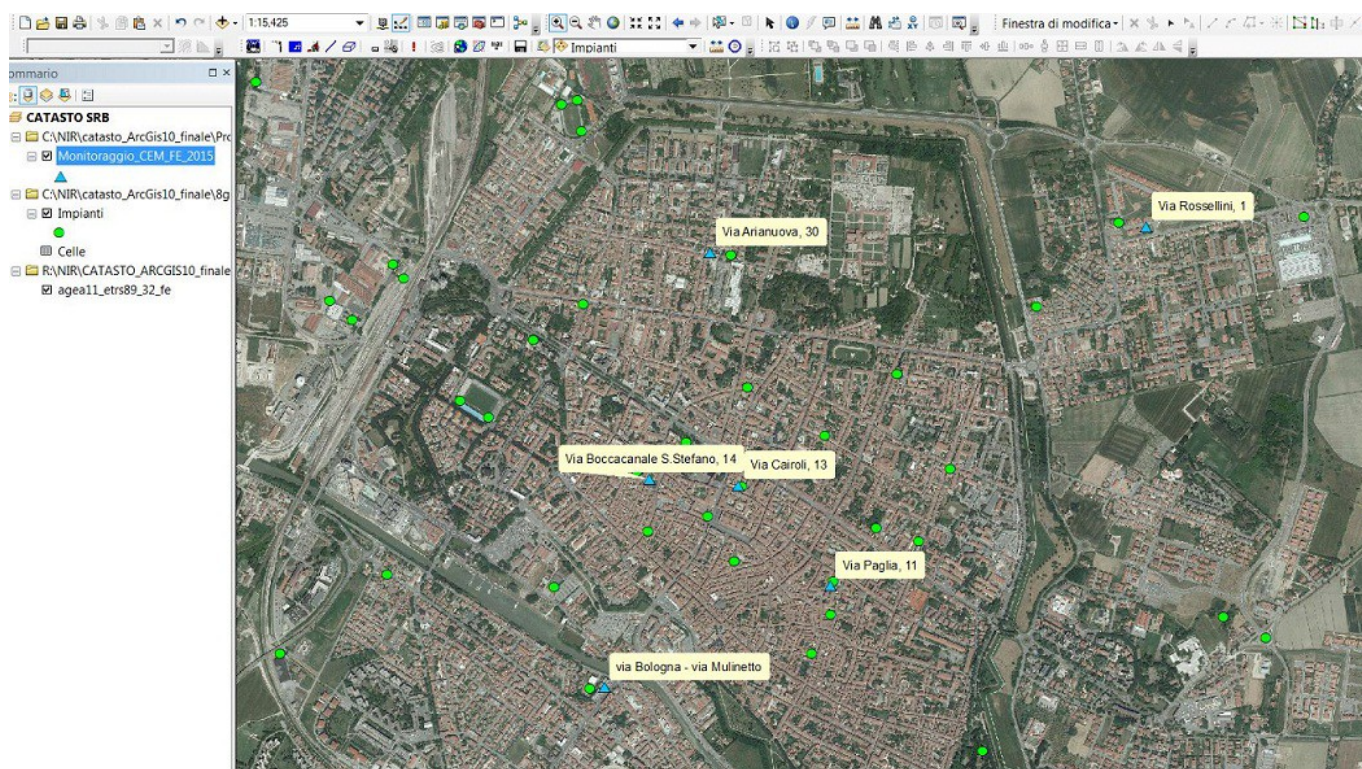 1:15,425
Finestra di modifica
Impianti
ommario
CATASTO SRB
C:\NIR\catasto_ArcGis10_finale\Pro
Monitoraggio_CEM_FE_2015
C:\NIR\catasto_ArcGis10_finale\8g
Impianti
Celle
R:\NIR\CATASTO_ARCGIS10_finale
agea11_etrs89_32_fe
Via Rossellini, 1
Via Arianuova, 30
Via Boccacanale S.Stefano, 14
Via Cairoli, 13
Via Paglia, 11
via Bologna - via Mulinetto